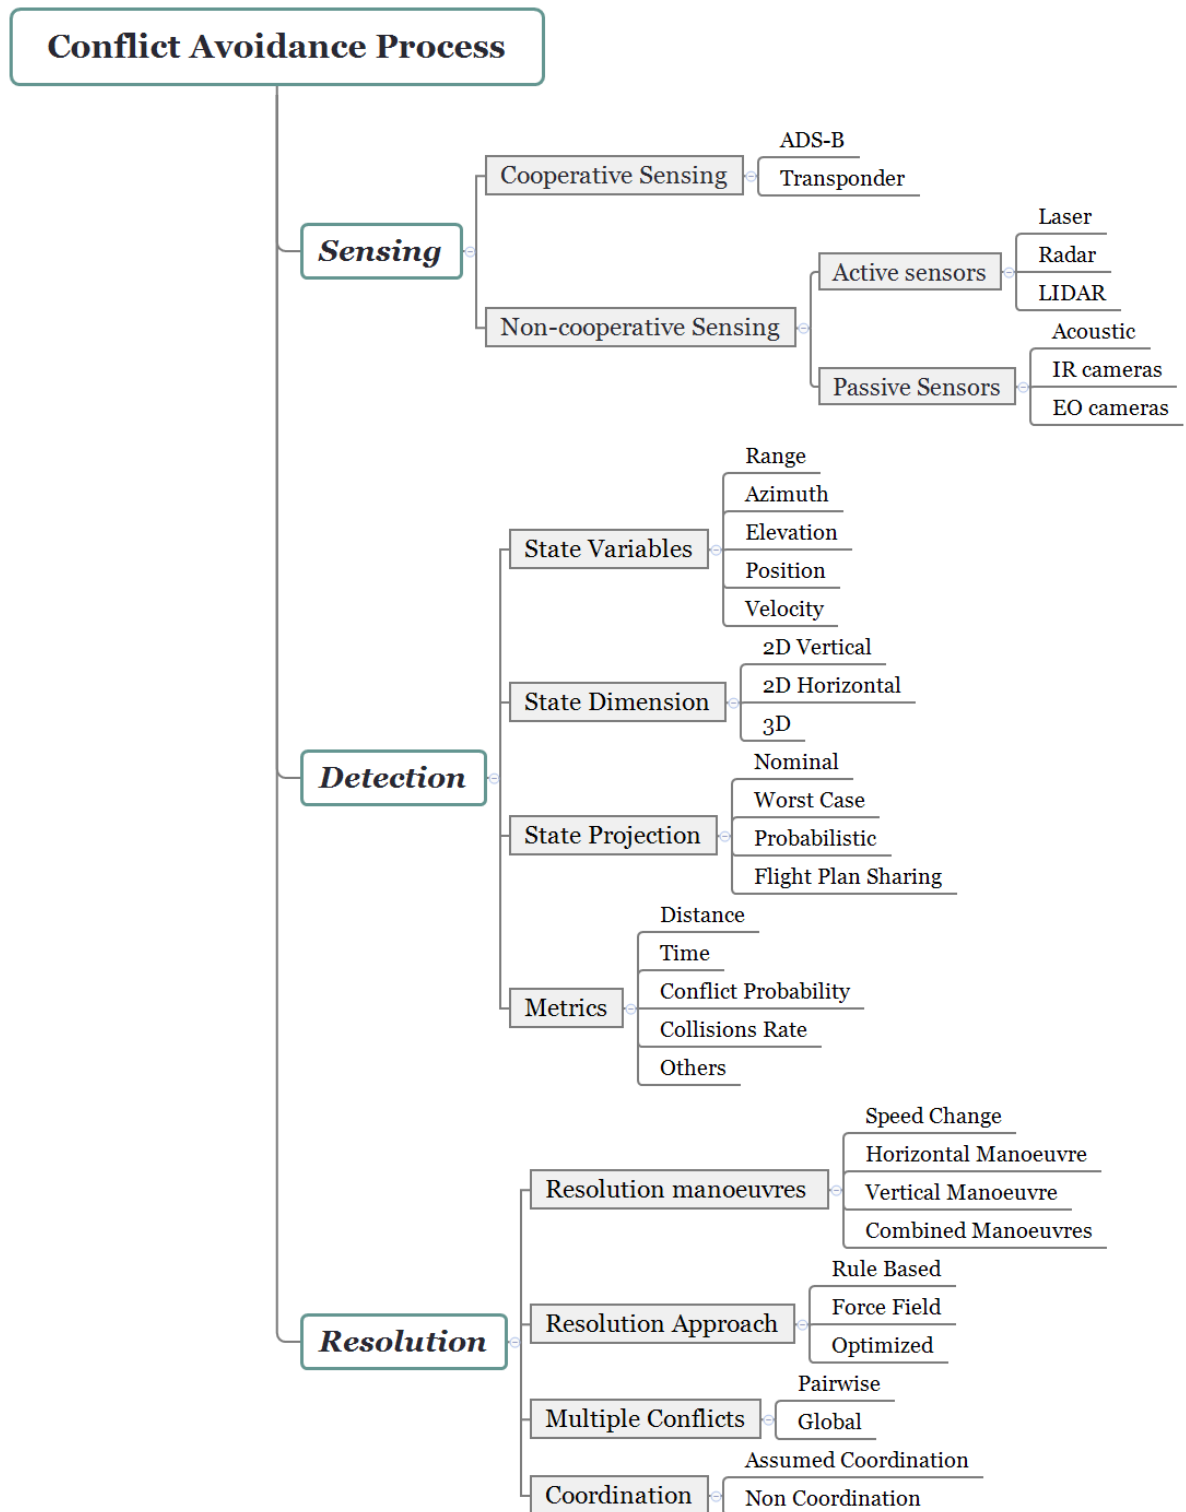 Conflict Avoidance Process
Sensing
Cooperative Sensing
ADS-B
Transponder
Non-cooperative Sensing
Active sensors
Laser
Radar
LIDAR
Passive Sensors
Acoustic
IR cameras
EO cameras
Detection
State Variables
Range
Azimuth
Elevation
Position
Velocity
State Dimension
2D Vertical
2D Horizontal
3D
State Projection
Nominal
Worst Case
Probabilistic
Flight Plan Sharing
Metrics
Distance
Time
Conflict Probability
Collisions Rate
Others
Resolution
Resolution manoeuvres
Speed Change
Horizontal Manoeuvre
Vertical Manoeuvre
Combined Manoeuvres
Resolution Approach
Rule Based
Force Field
Optimized
Multiple Conflicts
Pairwise
Global
Coordination
Assumed Coordination
Non Coordination